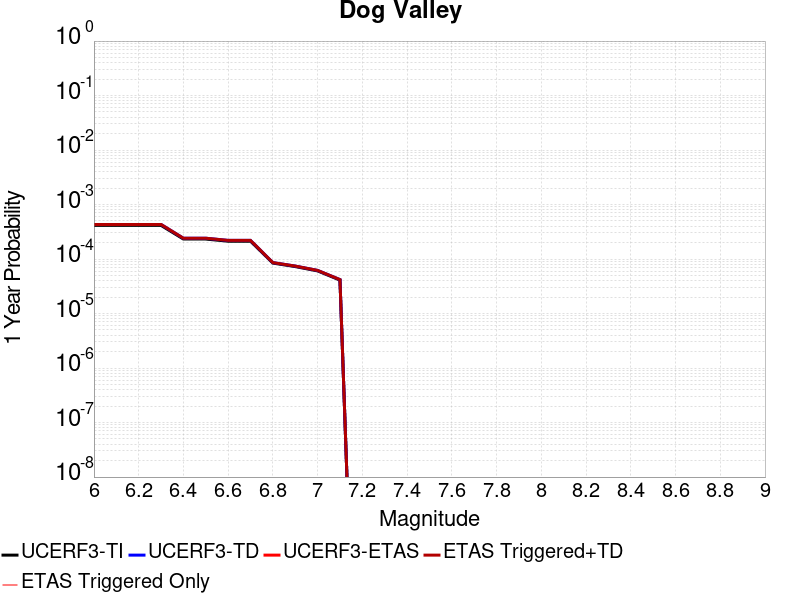 Dog Valley
10^0
10^-1
10^-2
10^-3
10^-4
10^-5
10^-6
10^-7
10^-8
1 Year Probability
6 6.2 6.4 6.6 6.8 7 7.2 7.4 7.6 7.8 8 8.2 8.4 8.6 8.8 9
Magnitude
UCERF3-TI UCERF3-TD UCERF3-ETAS ETAS Triggered+TD
ETAS Triggered Only